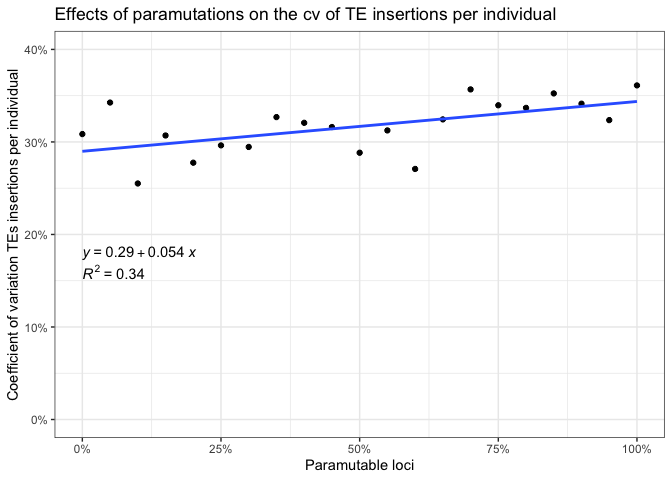 Effects of paramutations on the cv of TE insertions per individual
Coefficient of variation TEs insertions per individual
40%
30%
20%
10%
0%
y = 0.29 + 0.054 x
R² = 0.34
0% 25% 50% 75% 100%
Paramutable loci